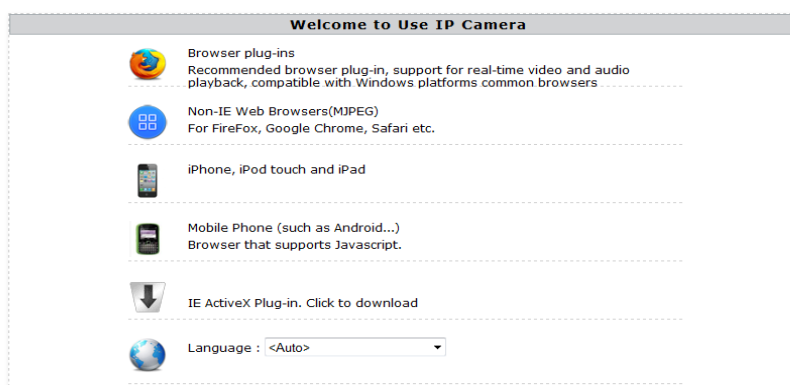 Welcome to Use IP Camera
Browser plug-ins
Recommended browser plug-in, support for real-time video and audio
playback, compatible with Windows platforms common browsers
Non-IE Web Browsers(MJPEG)
For FireFox, Google Chrome, Safari etc.
iPhone, iPod touch and iPad
Mobile Phone (such as Android...)
Browser that supports Javascript.
IE ActiveX Plug-in. Click to download
Language : <Auto>